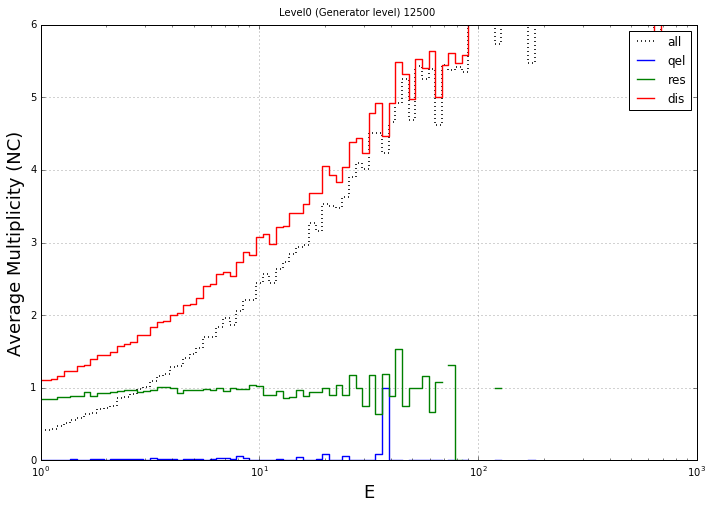 Level0 (Generator level) 12500
6
5
4
3
2
1
0
Average Multiplicity (NC)
all
qel
res
dis
10^0
10^1
10^2
10^3
E